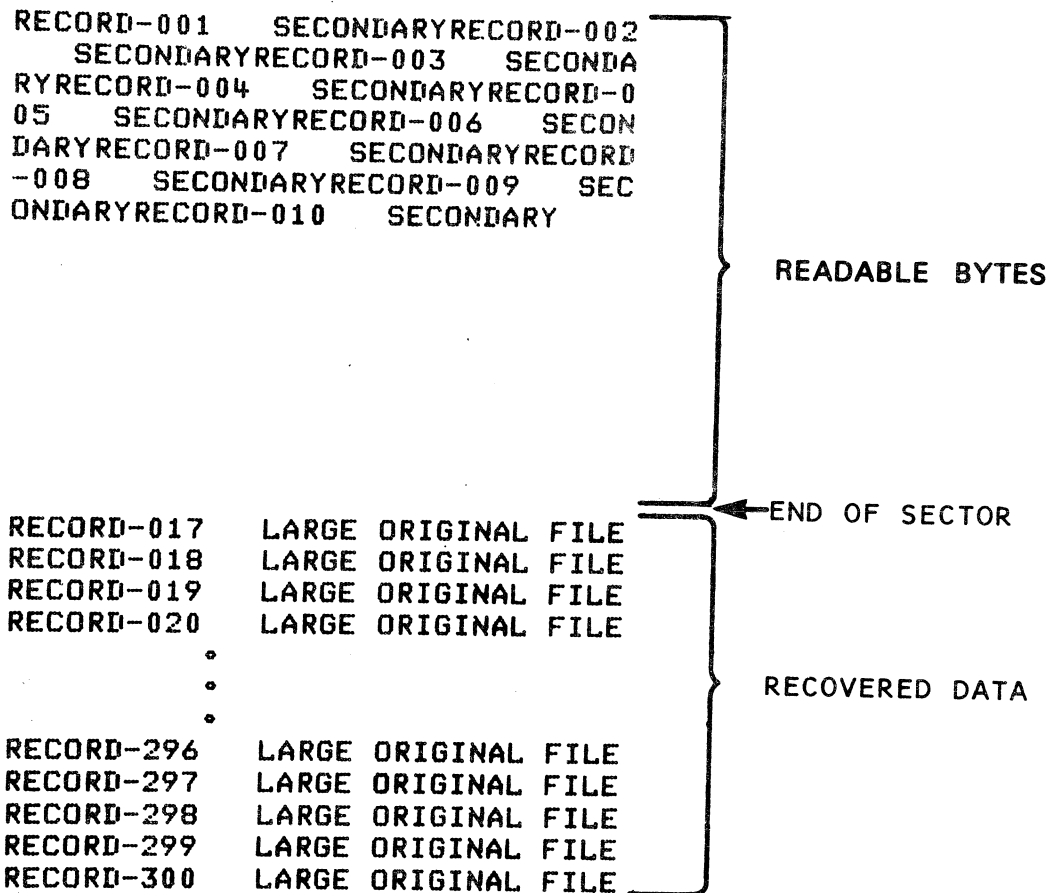 RECORD-001    SECONDARYRECORD-002
   SECONDARYRECORD-003    SECONDA
RYRECORD-004    SECONDARYRECORD-0
05    SECONDARYRECORD-006    SECON
DARYRECORD-007    SECONDARYRECORD
-008    SECONDARYRECORD-009    SEC
ONDARYRECORD-010    SECONDARY
READABLE BYTES
END OF SECTOR
RECORD-017    LARGE ORIGINAL FILE
RECORD-018    LARGE ORIGINAL FILE
RECORD-019    LARGE ORIGINAL FILE
RECORD-020    LARGE ORIGINAL FILE
RECOVERED DATA
RECORD-296    LARGE ORIGINAL FILE
RECORD-297    LARGE ORIGINAL FILE
RECORD-298    LARGE ORIGINAL FILE
RECORD-299    LARGE ORIGINAL FILE
RECORD-300    LARGE ORIGINAL FILE